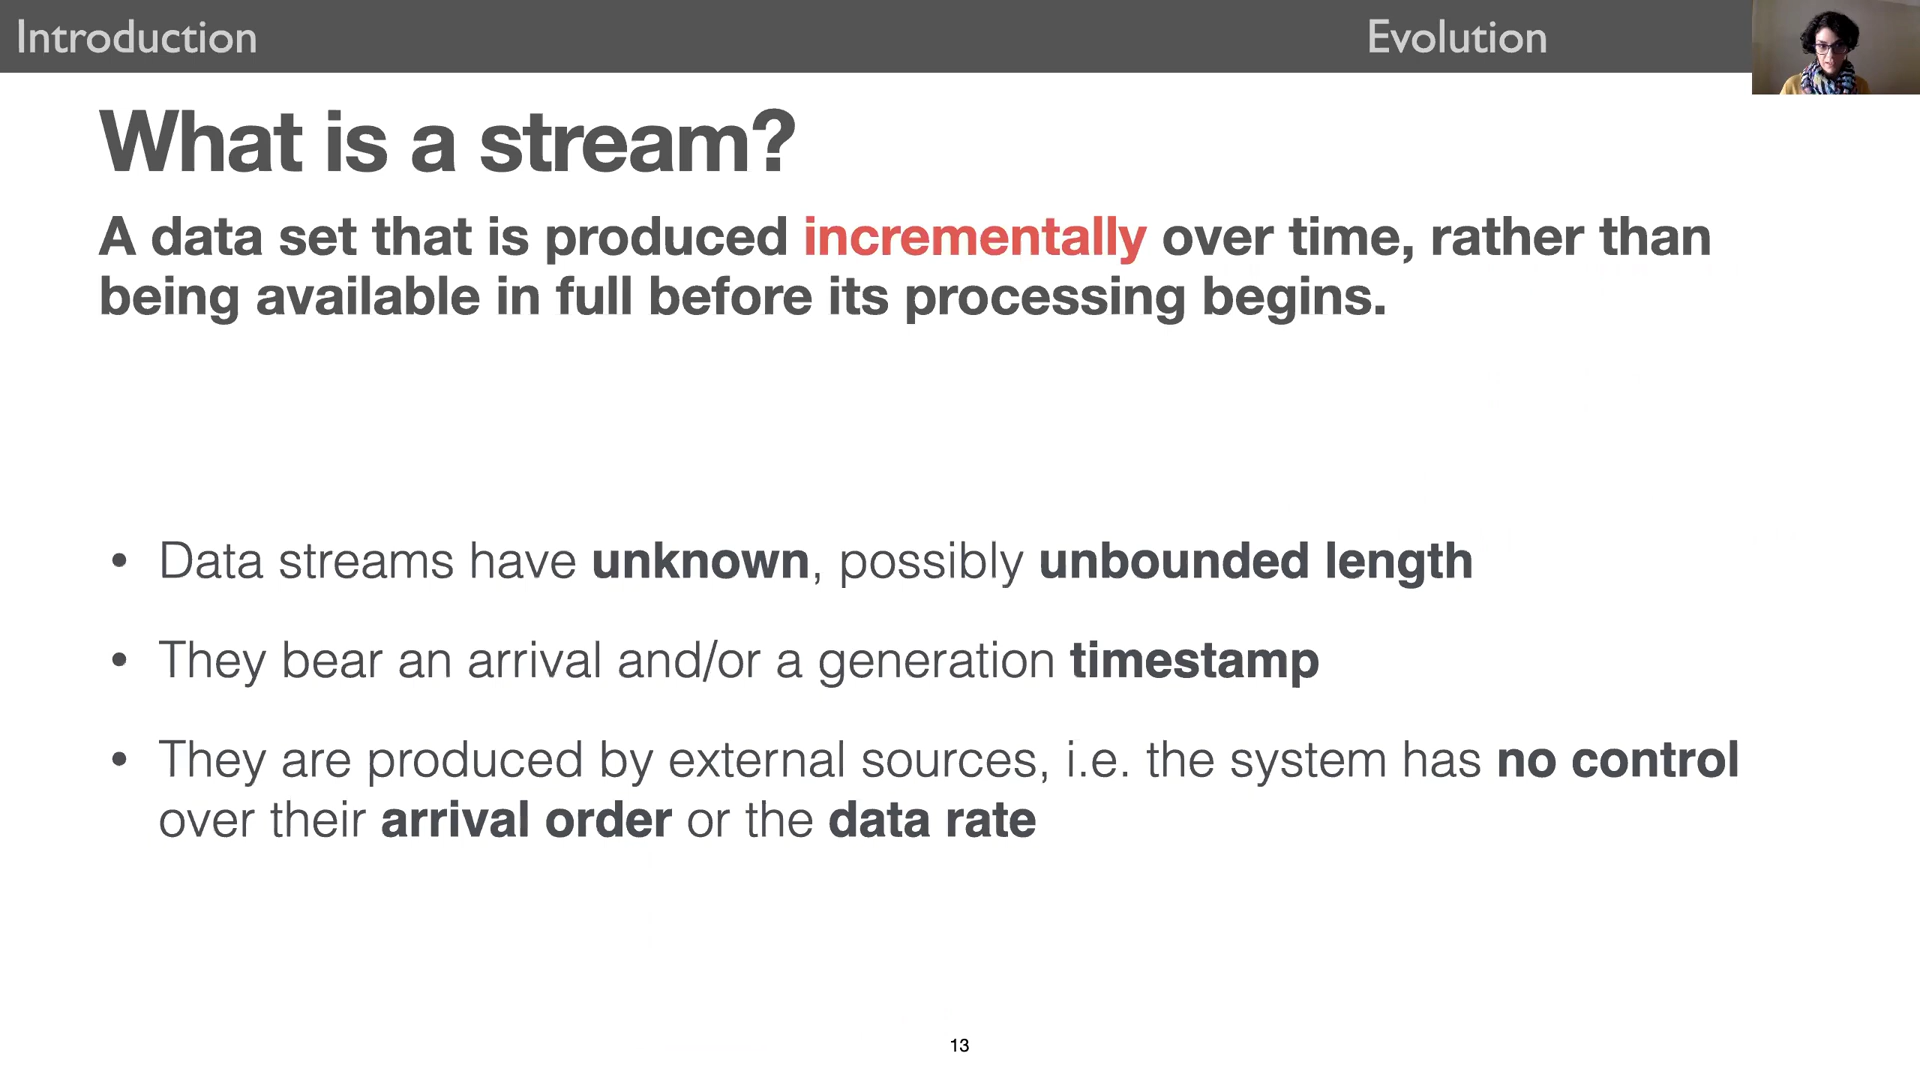 Introduction
Evolution
What is a stream?
A data set that is produced incrementally over time, rather than
being available in full before its processing begins.
• Data streams have unknown, possibly unbounded length
• They bear an arrival and/or a generation timestamp
• They are produced by external sources, i.e. the system has no control
over their arrival order or the data rate
13